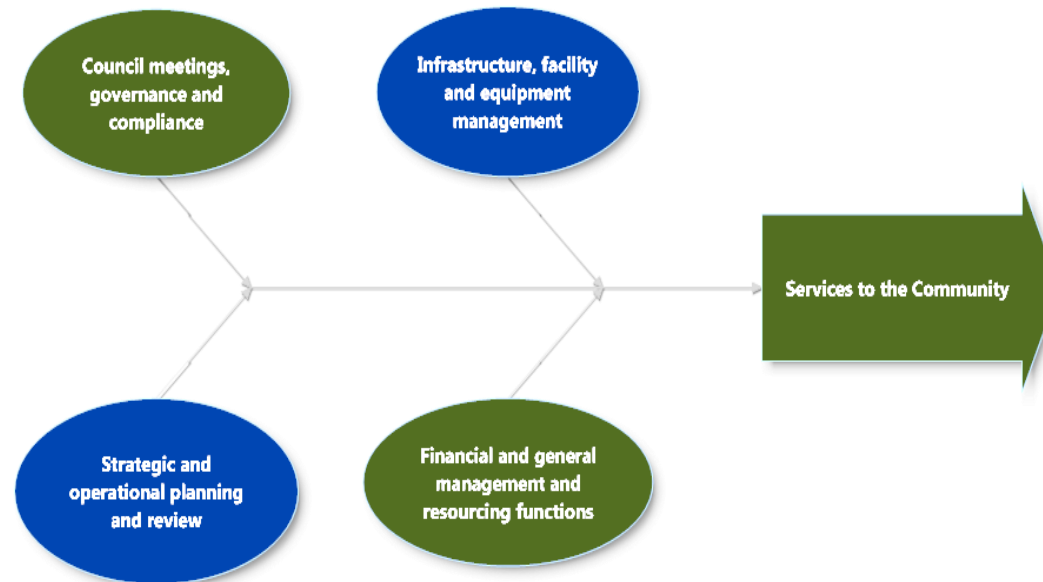 Council meetings,
governance and
compliance
Infrastructure, facility
and equipment
management
Services to the Community
Strategic and
operational planning
and review
Financial and general
management and
resourcing functions